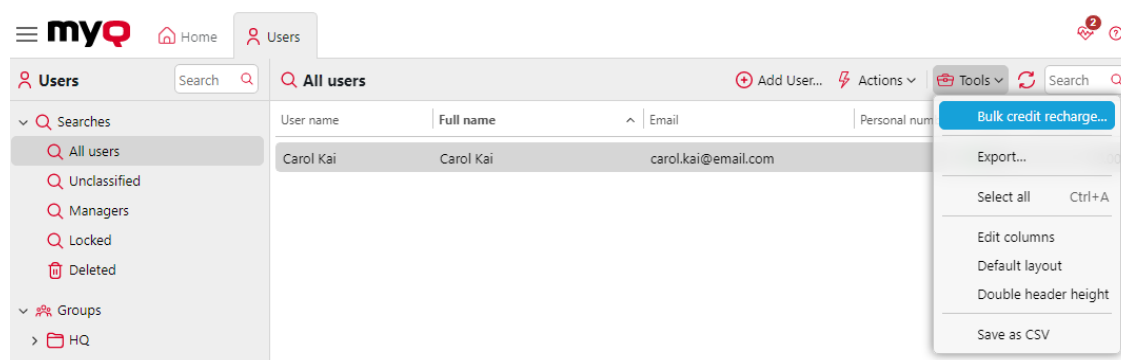 myQ
Home
Users
2
Users
Search
All users
Add User...
Actions
Tools
Search
User name
Full name
Email
Personal num
Searches
All users
Unclassified
Managers
Locked
Deleted
Groups
HQ
Carol Kai
Carol Kai
carol.kai@email.com
Bulk credit recharge...
Export...
Select all Ctrl+A
Edit columns
Default layout
Double header height
Save as CSV